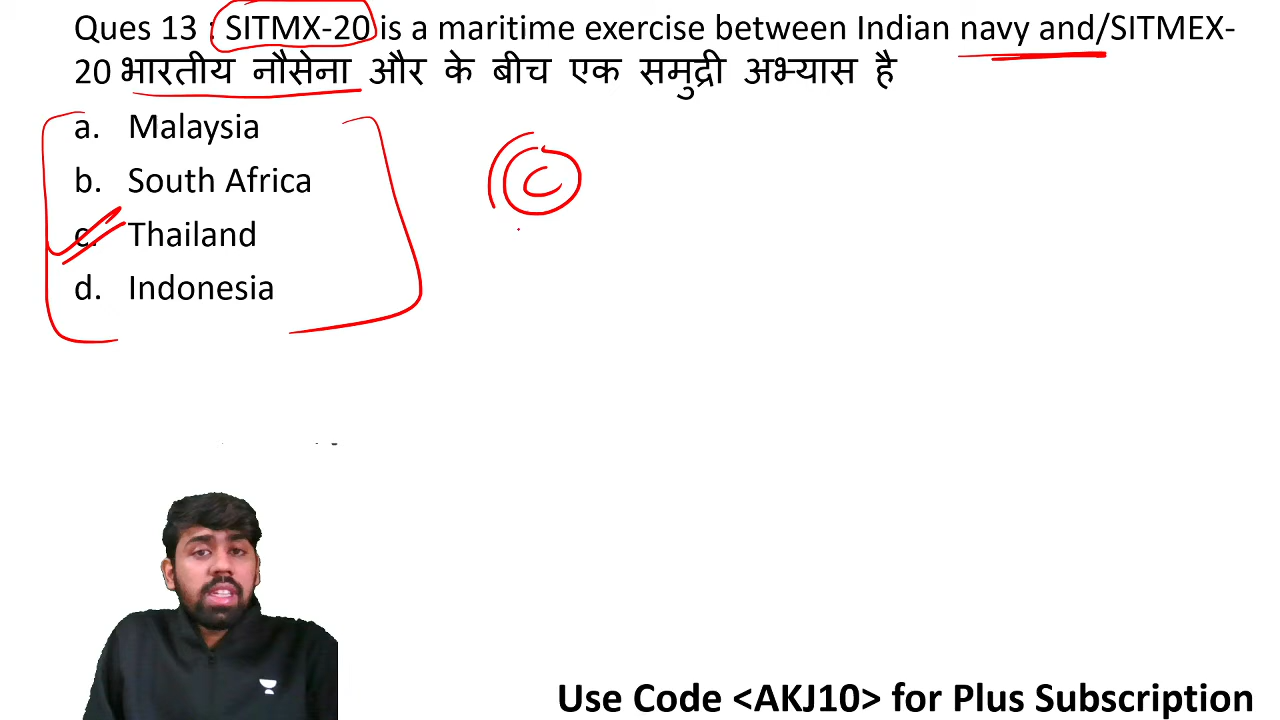 Ques 13 : SITMX-20 is a maritime exercise between Indian navy and/SITMEX-
20 भारतीय नौसेना और के बीच एक समुद्री अभ्यास है
a. Malaysia
b. South Africa
c. Thailand
d. Indonesia
C
Use Code <AKJ10> for Plus Subscription